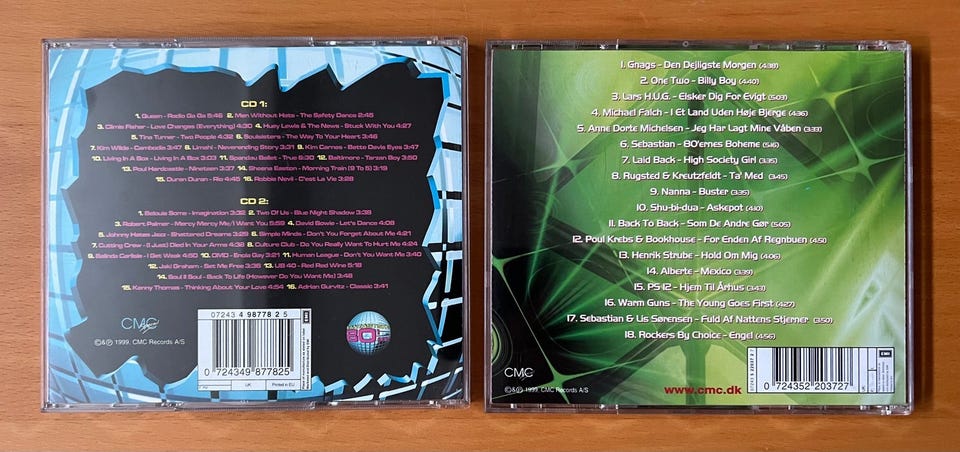 CD 1:
1. Queen - Radio Ga Ga 5:46 2. Men Without Hats - The Safety Dance 2:45
3. Climie Fisher - Love Changes (Everything) 4:30 4. Huey Lewis & The News - Stuck With You 4:27
5. Tina Turner - Two People 4:32 6. Soulsisters - The Way To Your Heart 3:46
7. Kim Wilde - Cambodia 3:47 8. Limahl - Neverending Story 3:31 9. Kim Carnes - Bette Davis Eyes 3:47
10. Living In A Box - Living In A Box 3:03 11. Spandau Ballet - True 6:30 12. Baltimore - Tarzan Boy 3:50
13. Paul Hardcastle - Nineteen 3:37 14. Sheena Easton - Morning Train (9 To 5) 3:19
15. Duran Duran - Rio 4:45 16. Robbie Nevil - C'est La Vie 3:28
CD 2:
1. Belouis Some - Imagination 3:32 2. Two Of Us - Blue Night Shadow 3:38
3. Robert Palmer - Mercy Mercy Me/I Want You 5:59 4. David Bowie - Let's Dance 4:08
5. Johnny Hates Jazz - Shattered Dreams 3:29 6. Simple Minds - Don't You Forget About Me 4:21
7. Cutting Crew - (I Just) Died In Your Arms 4:38 8. Culture Club - Do You Really Want To Hurt Me 4:24
9. Belinda Carlisle - I Get Weak 4:50 10. OMD - Enola Gay 3:31 11. Human League - Don't You Want Me 3:40
12. Jaki Graham - Set Me Free 3:36 13. UB 40 - Red Red Wine 5:18
14. Soul II Soul - Back To Life (However Do You Want Me) 3:48
15. Kenny Thomas - Thinking About Your Love 4:54 16. Adrian Gurvitz - Classic 3:41
CMC
©&℗ 1999, CMC Records A/S
07243 4 98778 2 5
0 724349 877825
UK
Printed in EU
EMI
80
1. Gnags - Den Dejligste Morgen (4:38)
2. One Two - Billy Boy (4:40)
3. Lars H.U.G. - Elsker Dig For Evigt (5:03)
4. Michael Falch - I Et Land Uden Høje Bjerge (4:36)
5. Anne Dorte Michelsen - Jeg Har Lagt Mine Våben (3:33)
6. Sebastian - 80'ernes Boheme (5:16)
7. Laid Back - High Society Girl (3:35)
8. Rugsted & Kreutzfeldt - Ta' Med (3:45)
9. Nanna - Buster (3:35)
10. Shu-bi-dua - Askepot (4:10)
11. Back To Back - Som De Andre Gør (5:05)
12. Poul Krebs & Bookhouse - For Enden Af Regnbuen (4:51)
13. Henrik Strube - Hold Om Mig (4:06)
14. Alberte - Mexico (3:39)
15. PS 12 - Hjem Til Århus (3:43)
16. Warm Guns - The Young Goes First (4:27)
17. Sebastian & Lis Sørensen - Fuld Af Nattens Stjerner (3:50)
18. Rockers By Choice - Engel (4:56)
CMC
©&℗ 1999, CMC Records A/S
www.cmc.dk
0 724352 203727
EMI